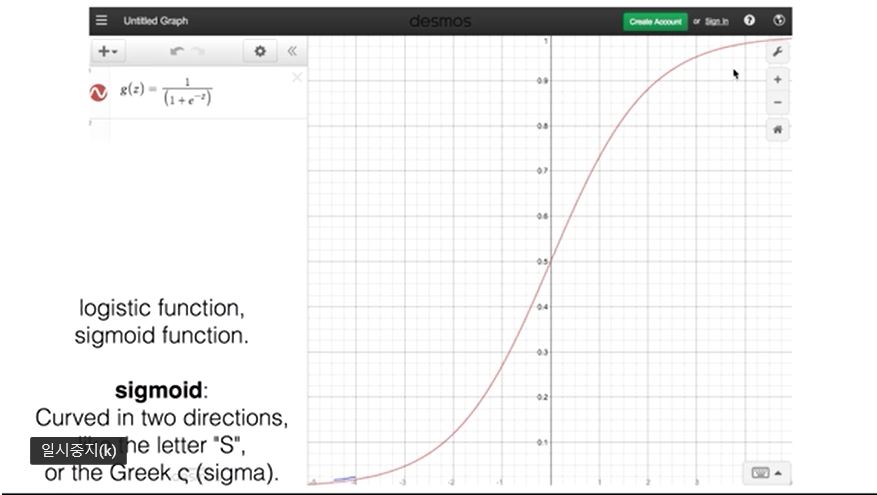 Untitled Graph
desmos
Create Account or Sign In
g(z) = 1 / (1 + e^-z)
1
0.9
0.8
0.7
0.6
0.5
0.4
0.3
0.2
0.1
-4 -3 -2 -1 0 1 2 3
logistic function,
sigmoid function.
sigmoid:
Curved in two directions,
일시중지(k) the letter "S",
or the Greek ς (sigma).